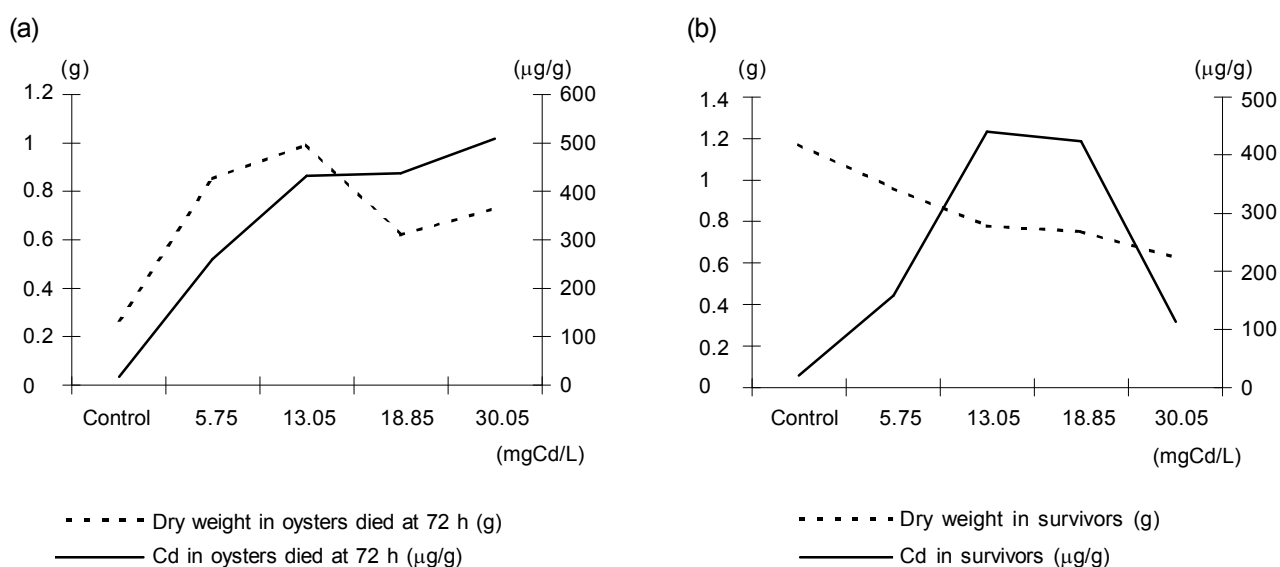 (a)
(g) (µg/g)
1.2 600
1 500
0.8 400
0.6 300
0.4 200
0.2 100
0 0
Control 5.75 13.05 18.85 30.05
(mgCd/L)
Dry weight in oysters died at 72 h (g)
Cd in oysters died at 72 h (µg/g)
(b)
(g) (µg/g)
1.4 500
1.2
400
1
0.8 300
0.6 200
0.4
100
0.2
0 0
Control 5.75 13.05 18.85 30.05
(mgCd/L)
Dry weight in survivors (g)
Cd in survivors (µg/g)